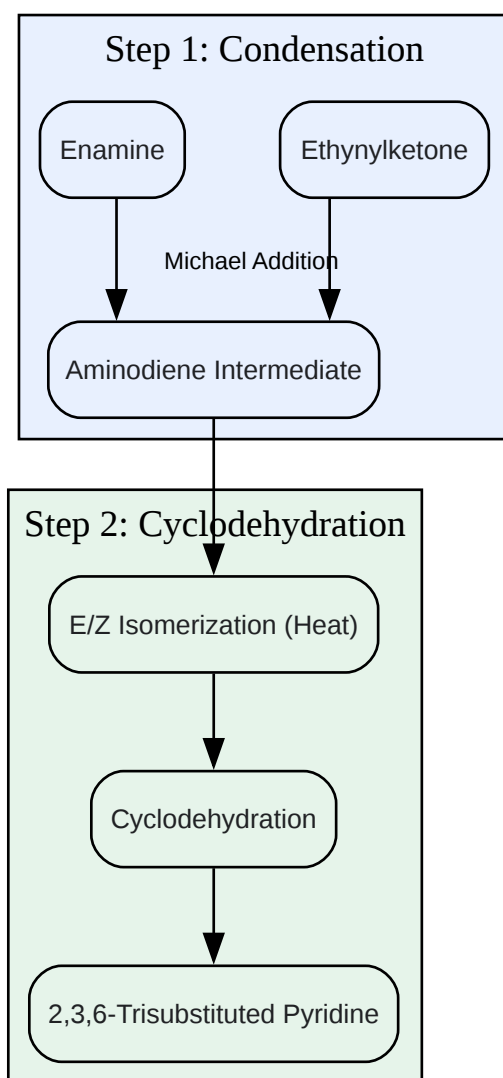 Step 1: Condensation
Enamine
Ethynylketone
Michael Addition
Aminodiene Intermediate
Step 2: Cyclodehydration
E/Z Isomerization (Heat)
Cyclodehydration
2,3,6-Trisubstituted Pyridine